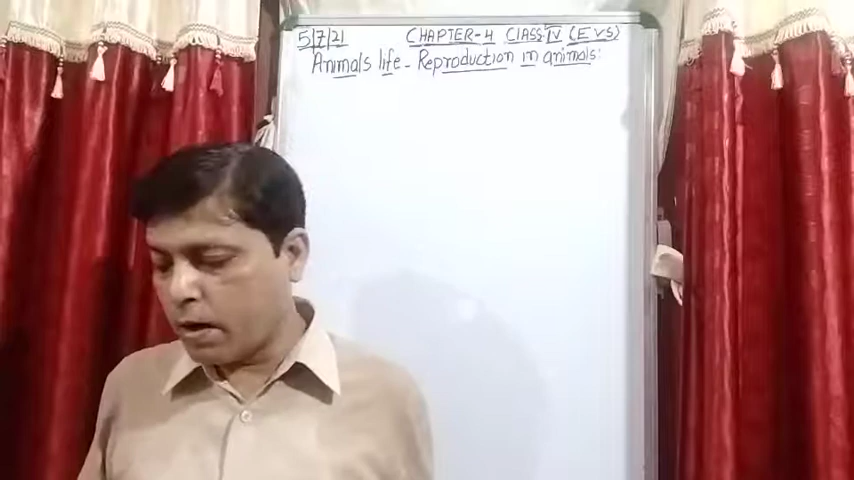 5/7/21 CHAPTER-4 CLASS-IV (EVS)
Animals life - Reproduction in animals: